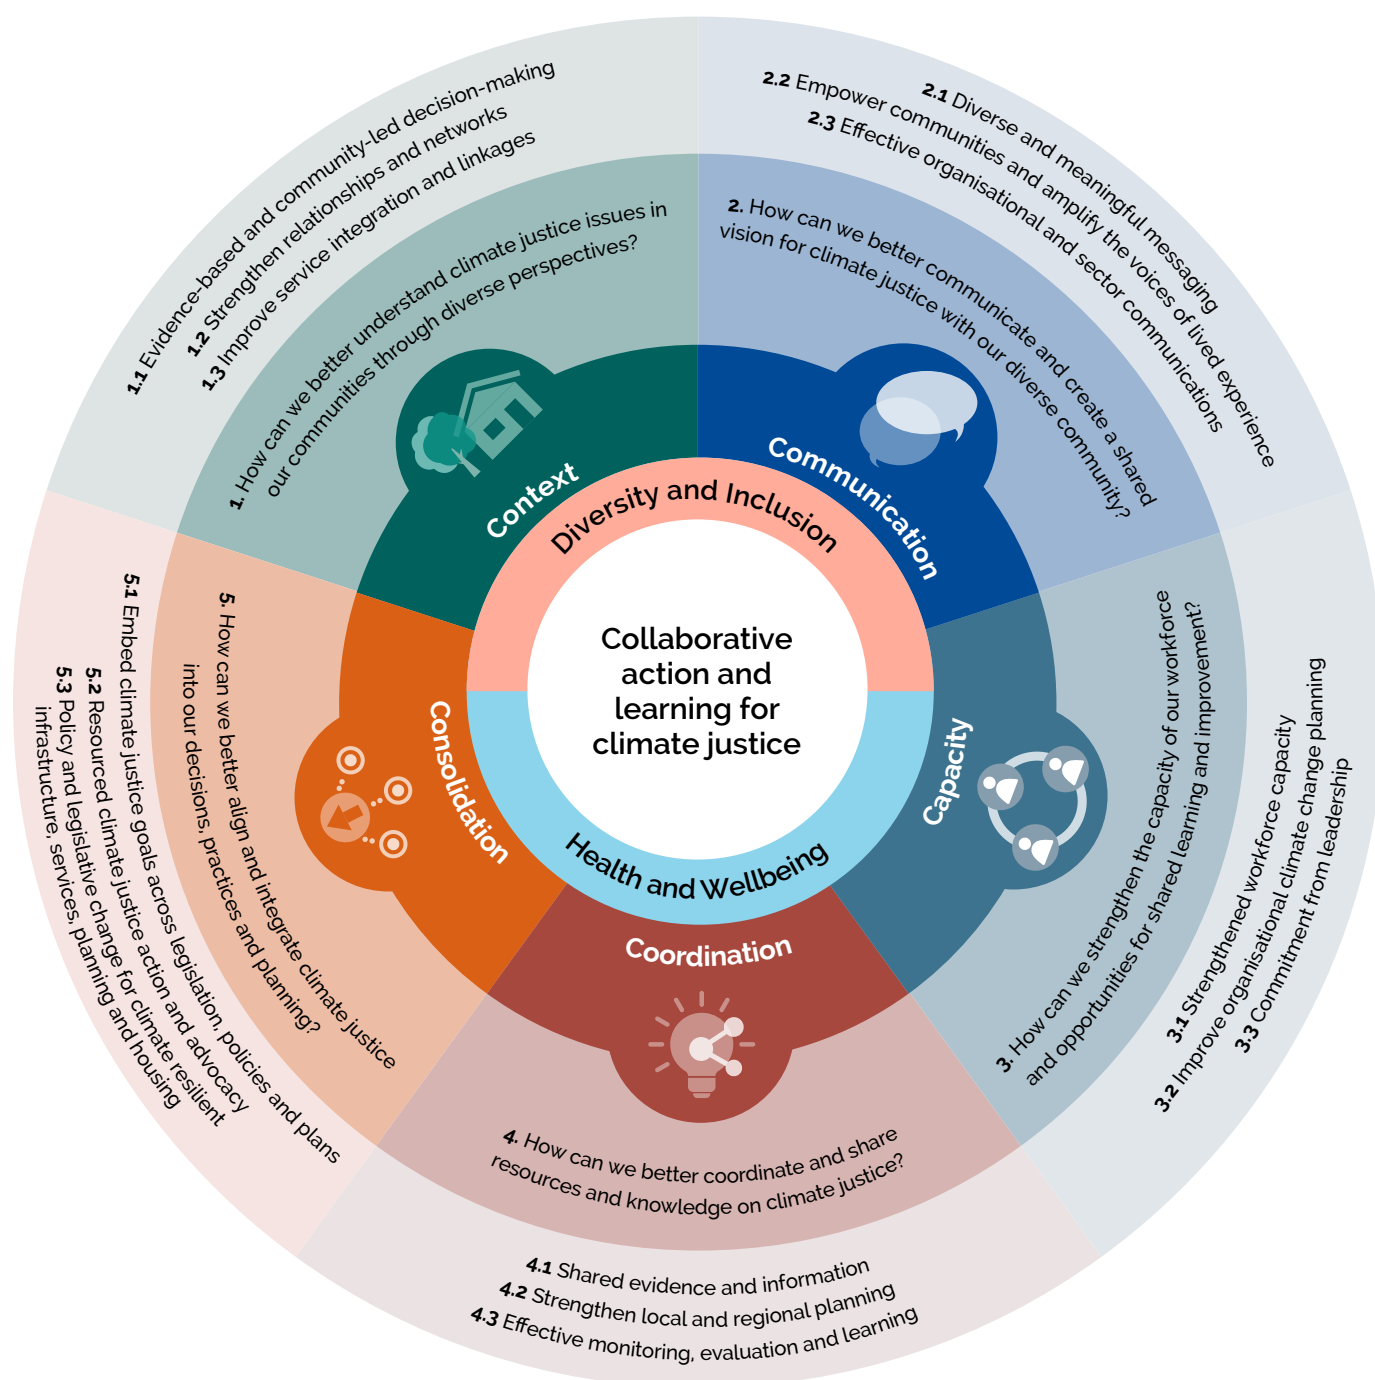 Collaborative
action and
learning for
climate justice
Diversity and Inclusion
Health and Wellbeing
Context
1. How can we better understand climate justice issues in
our communities through diverse perspectives?
1.1 Evidence-based and community-led decision-making
1.2 Strengthen relationships and networks
1.3 Improve service integration and linkages
Communication
2. How can we better communicate and create a shared
vision for climate justice with our diverse community?
2.1 Diverse and meaningful messaging
2.2 Empower communities and amplify the voices of lived experience
2.3 Effective organisational and sector communications
Capacity
3. How can we strengthen the capacity of our workforce
and opportunities for shared learning and improvement?
3.1 Strengthened workforce capacity
3.2 Improve organisational climate change planning
3.3 Commitment from leadership
Coordination
4. How can we better coordinate and share
resources and knowledge on climate justice?
4.1 Shared evidence and information
4.2 Strengthen local and regional planning
4.3 Effective monitoring, evaluation and learning
Consolidation
5. How can we better align and integrate climate justice
into our decisions, practices and planning?
5.1 Embed climate justice goals across legislation, policies and plans
5.2 Resourced climate justice action and advocacy
5.3 Policy and legislative change for climate resilient
infrastructure, services, planning and housing